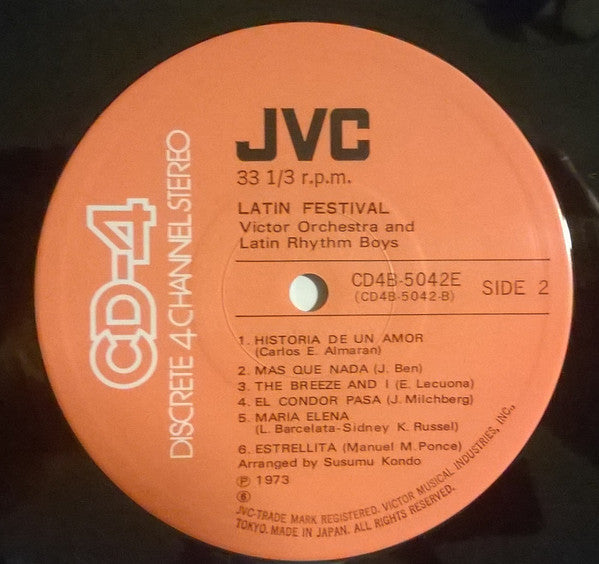 CD-4
DISCRETE 4 CHANNEL STEREO
JVC
33 1/3 r.p.m.
LATIN FESTIVAL
Victor Orchestra and
Latin Rhythm Boys
CD4B-5042E
(CD4B-5042-B)
SIDE 2
1. HISTORIA DE UN AMOR
(Carlos E. Almaran)
2. MAS QUE NADA (J. Ben)
3. THE BREEZE AND I (E. Lecuona)
4. EL CONDOR PASA (J. Milchberg)
5. MARIA ELENA
(L. Barcelata-Sidney K. Russel)
6. ESTRELLITA (Manuel M. Ponce)
Arranged by Susumu Kondo
Ⓟ 1973
⑥
JVC-TRADE MARK REGISTERED. VICTOR MUSICAL INDUSTRIES, INC.,
TOKYO. MADE IN JAPAN. ALL RIGHTS RESERVED.